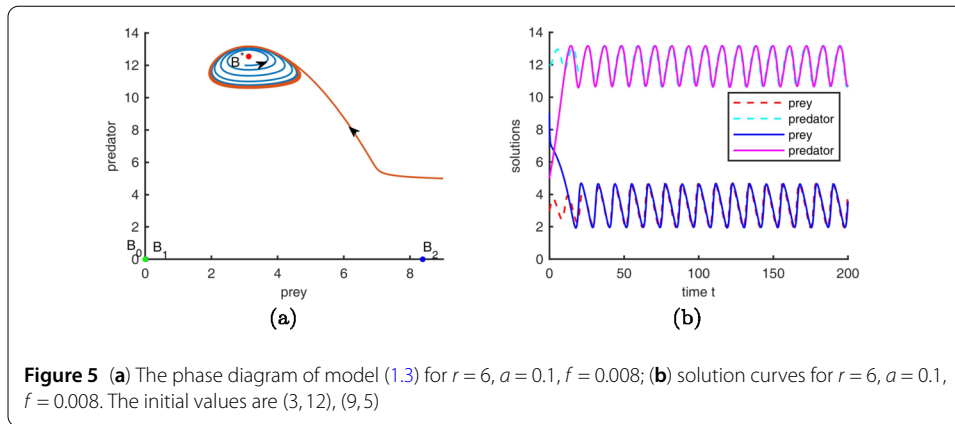 14
12
10
8
6
4
2
0
predator
B*
B0 B1
B2
0 2 4 6 8
prey
(a)
14
12
10
8
6
4
2
0
solutions
prey
predator
prey
predator
0 50 100 150 200
time t
(b)
Figure 5 (a) The phase diagram of model (1.3) for r = 6, a = 0.1, f = 0.008; (b) solution curves for r = 6, a = 0.1,
f = 0.008. The initial values are (3, 12), (9, 5)